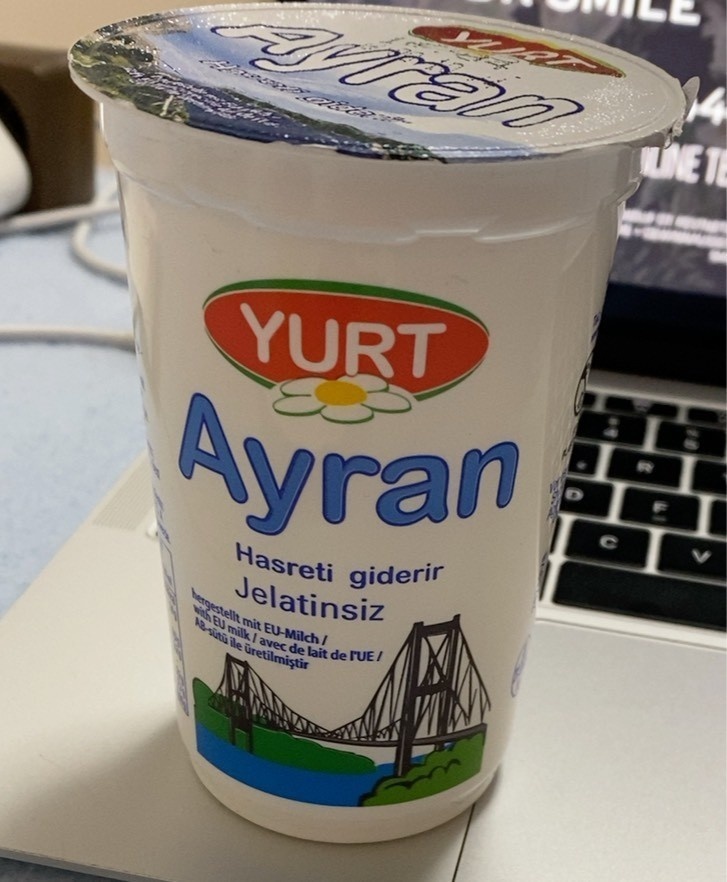 SMILE
YURT
Ayran
YURT
Ayran
Hasreti giderir
Jelatinsiz
hergestellt mit EU-Milch /
with EU milk / avec de lait de l'UE /
AB-sütü ile üretilmiştir
R
D
F
C
V